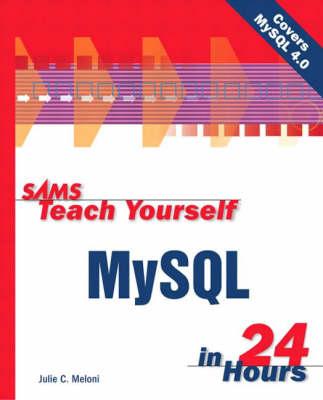 Covers
MySQL 4.0
SAMS
Teach Yourself
MySQL
in 24
Hours
Julie C. Meloni